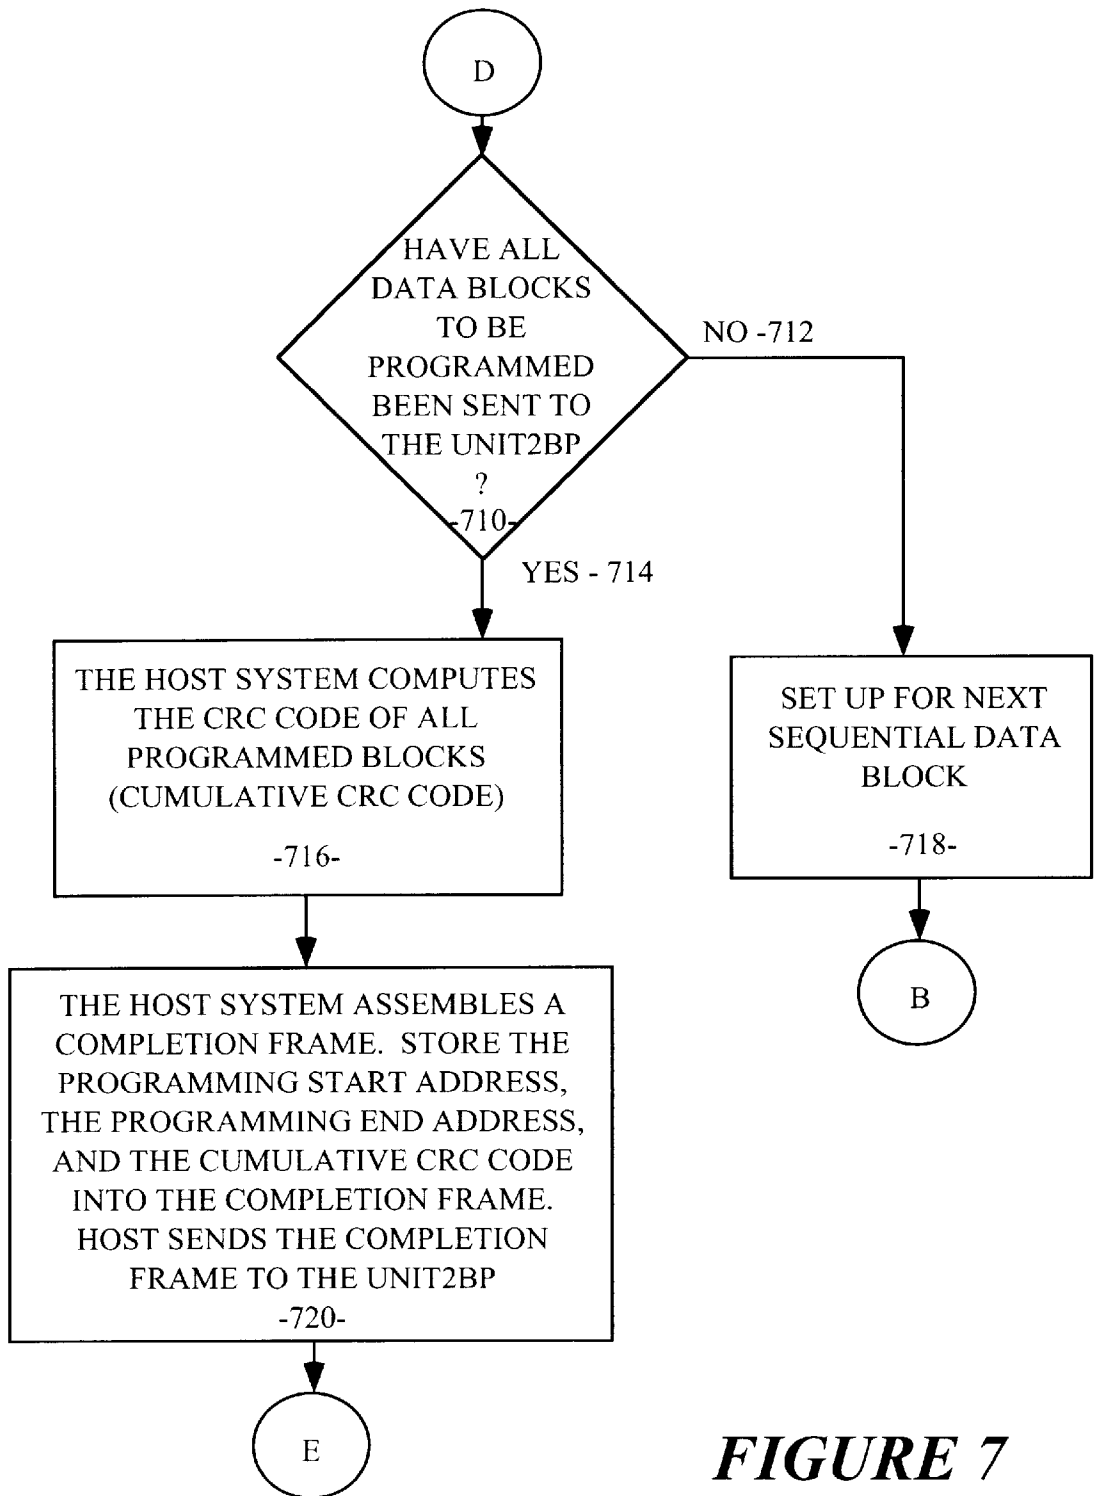 D
HAVE ALL
DATA BLOCKS
TO BE
PROGRAMMED
BEEN SENT TO
THE UNIT2BP
?
-710-
NO -712
YES - 714
THE HOST SYSTEM COMPUTES
THE CRC CODE OF ALL
PROGRAMMED BLOCKS
(CUMULATIVE CRC CODE)
-716-
SET UP FOR NEXT
SEQUENTIAL DATA
BLOCK
-718-
B
THE HOST SYSTEM ASSEMBLES A
COMPLETION FRAME. STORE THE
PROGRAMMING START ADDRESS,
THE PROGRAMMING END ADDRESS,
AND THE CUMULATIVE CRC CODE
INTO THE COMPLETION FRAME.
HOST SENDS THE COMPLETION
FRAME TO THE UNIT2BP
-720-
E
FIGURE 7